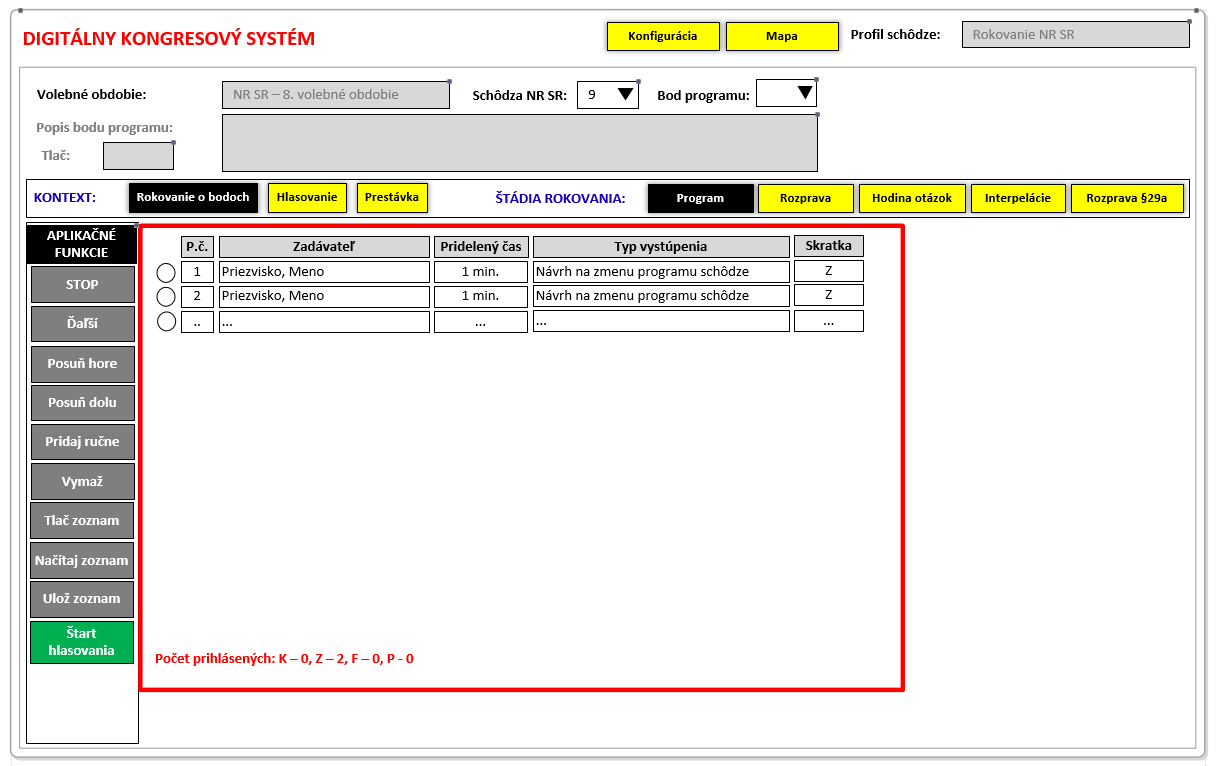 DIGITÁLNY KONGRESOVÝ SYSTÉM
Konfigurácia
Mapa
Profil schôdze:
Rokovanie NR SR
Volebné obdobie:
NR SR – 8. volebné obdobie
Schôdza NR SR:
9
Bod programu:
Popis bodu programu:
Tlač:
KONTEXT:
Rokovanie o bodoch
Hlasovanie
Prestávka
ŠTÁDIA ROKOVANIA:
Program
Rozprava
Hodina otázok
Interpelácie
Rozprava §29a
APLIKAČNÉ
FUNKCIE
STOP
Ďaľší
Posuň hore
Posuň dolu
Pridaj ručne
Vymaž
Tlač zoznam
Načítaj zoznam
Ulož zoznam
Štart
hlasovania
P.č. Zadávateľ Pridelený čas Typ vystúpenia Skratka
1 Priezvisko, Meno 1 min. Návrh na zmenu programu schôdze Z
2 Priezvisko, Meno 1 min. Návrh na zmenu programu schôdze Z
.. ... ... ... ...
Počet prihlásených: K – 0, Z – 2, F – 0, P - 0